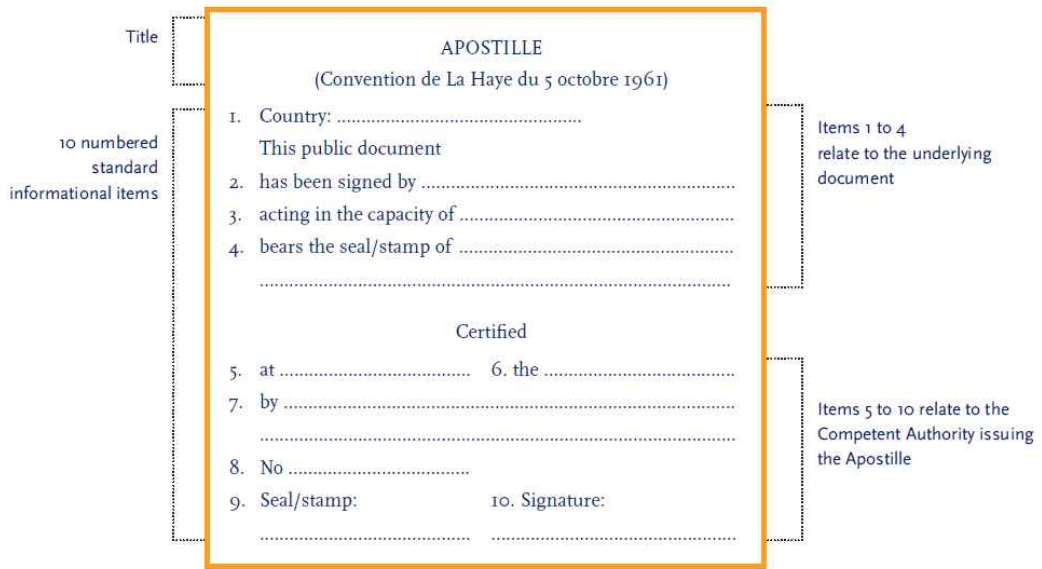 Title
10 numbered
standard
informational items
APOSTILLE
(Convention de La Haye du 5 octobre 1961)
1. Country: ..................................................
This public document
2. has been signed by ................................................................
3. acting in the capacity of ........................................................
4. bears the seal/stamp of ........................................................
................................................................................................
Certified
5. at ....................................... 6. the .......................................
7. by ............................................................................................
.................................................................................................
8. No .....................................
9. Seal/stamp: 10. Signature:
........................................... ..................................................
Items 1 to 4
relate to the underlying
document
Items 5 to 10 relate to the
Competent Authority issuing
the Apostille